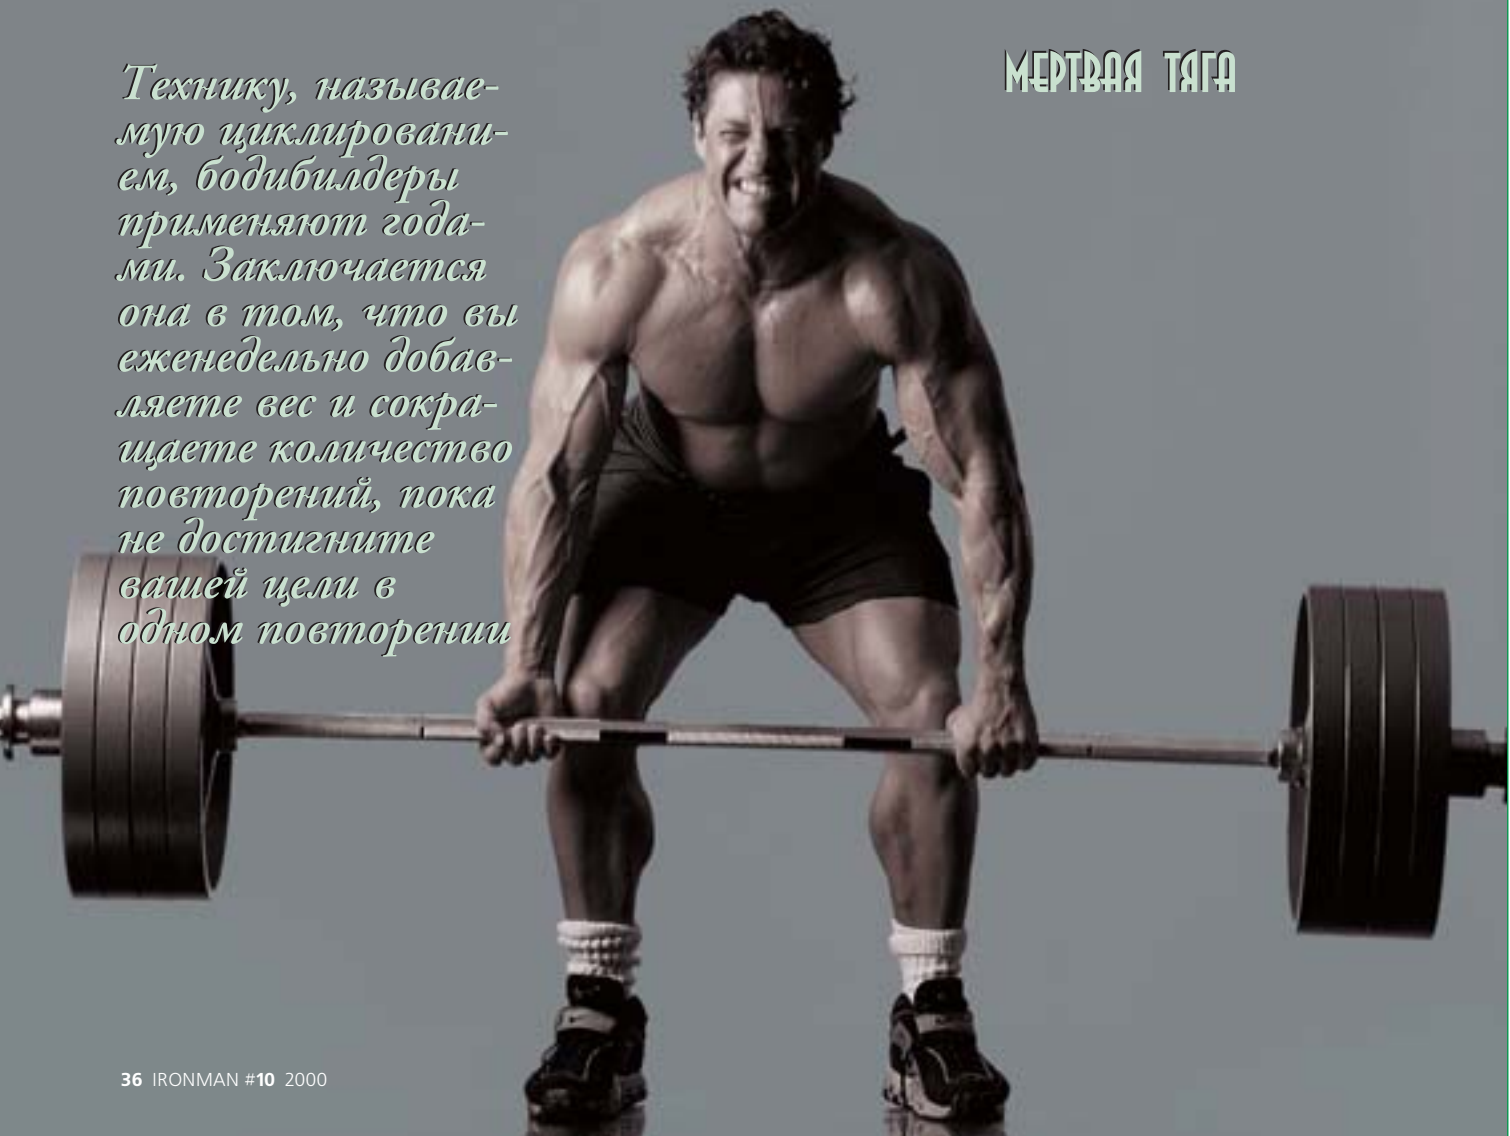 МЕРТВАЯ ТЯГА
Технику, называе-
мую циклировани-
ем, бодибилдеры
применяют года-
ми. Заключается
она в том, что вы
еженедельно добав-
ляете вес и сокра-
щаете количество
повторений, пока
не достигните
вашей цели в
одном повторении
36 IRONMAN #10 2000